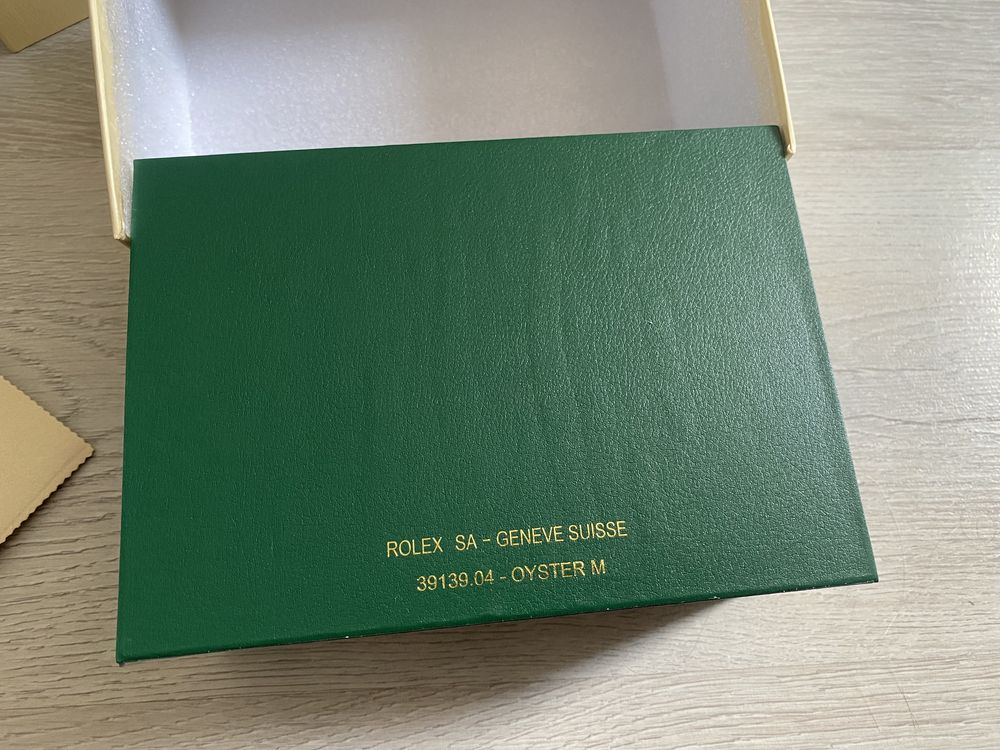 ROLEX SA - GENEVE SUISSE
39139.04 - OYSTER M